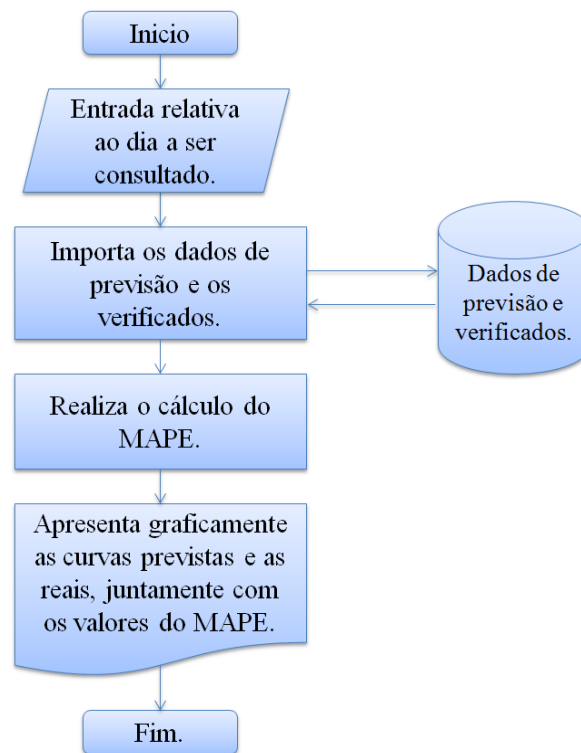 Inicio
Entrada relativa
ao dia a ser
consultado.
Importa os dados de
previsão e os
verificados.
Dados de
previsão e
verificados.
Realiza o cálculo do
MAPE.
Apresenta graficamente
as curvas previstas e as
reais, juntamente com
os valores do MAPE.
Fim.